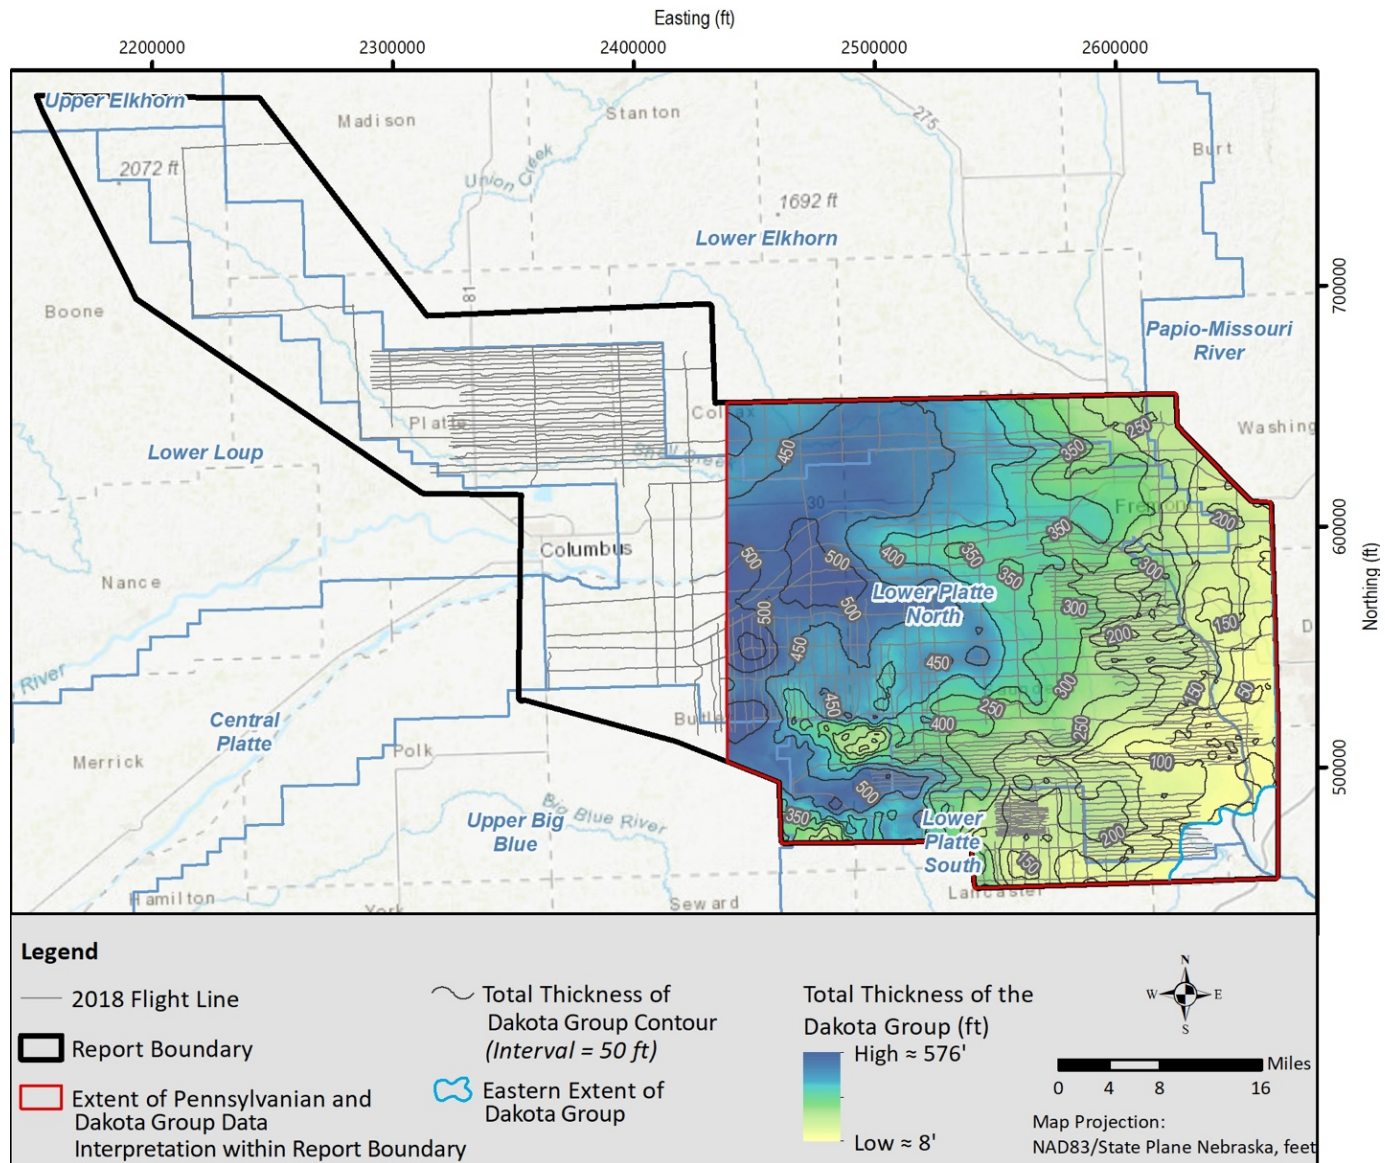 Easting (ft)
2200000
2300000
2400000
2500000
2600000
Upper Elkhorn
Madison
Stanton
275
Burt
2072 ft
Union Creek
1692 ft
Lower Elkhorn
700000
81
Boone
Papio-Missouri
River
Colfax
Platte
Washing
450
350
250
Lower Loup
Shell Creek
30
Fremont
200
600000
Columbus
500
500
400
350
350
350
300
Nance
Lower Platte
North
500
500
300
200
150
Northing (ft)
D
450
450
River
300
150
50
Central
Platte
450
250
400
250
Butler
Merrick
Polk
100
500000
500
350
Big Blue River
Upper Big
Blue
Lower
Platte
South
200
150
Hamilton
York
Seward
Lancaster
Legend
2018 Flight Line
Report Boundary
Extent of Pennsylvanian and
Dakota Group Data
Interpretation within Report Boundary
Total Thickness of
Dakota Group Contour
(Interval = 50 ft)
Eastern Extent of
Dakota Group
Total Thickness of the
Dakota Group (ft)
High ≈ 576'
Low ≈ 8'
N
W
E
S
Miles
0
4
8
16
Map Projection:
NAD83/State Plane Nebraska, feet